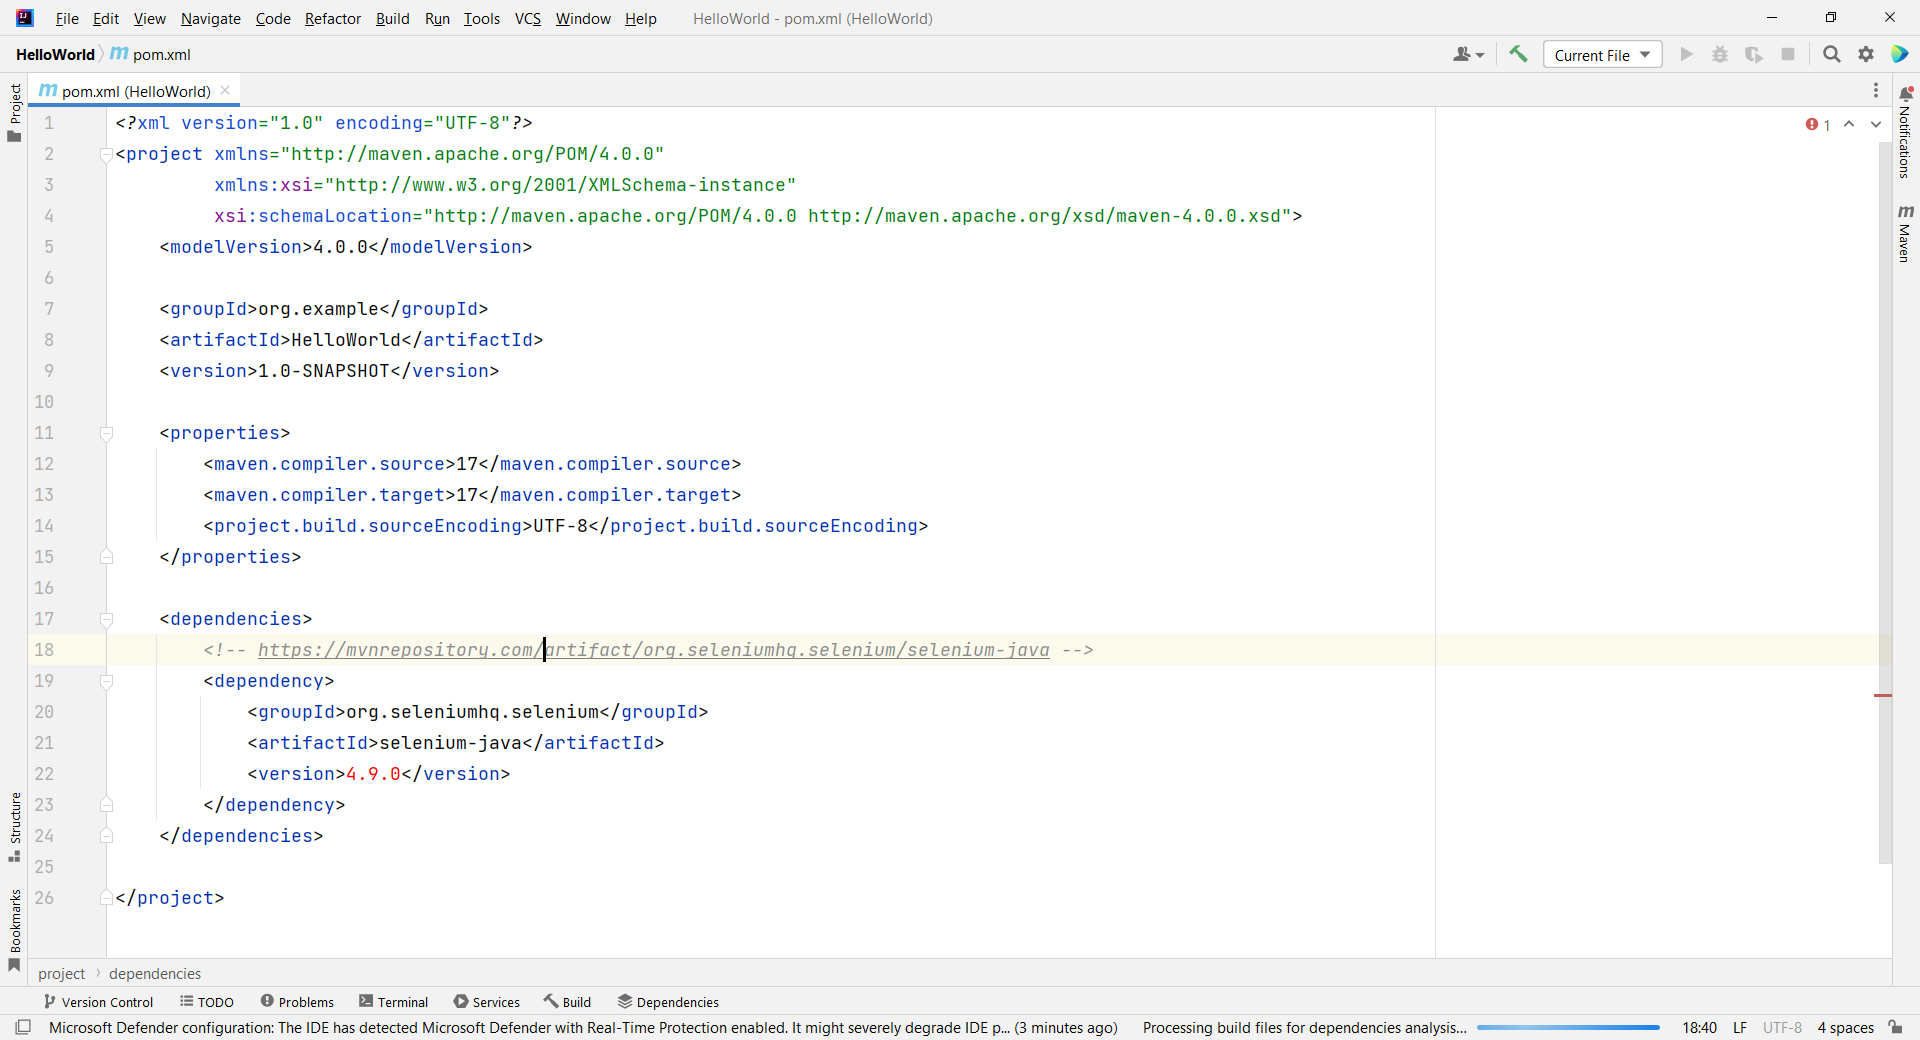 File Edit View Navigate Code Refactor Build Run Tools VCS Window Help HelloWorld - pom.xml (HelloWorld)
HelloWorld m pom.xml Current File
m pom.xml (HelloWorld)
Project
1 <?xml version="1.0" encoding="UTF-8"?>
2 <project xmlns="http://maven.apache.org/POM/4.0.0"
3 xmlns:xsi="http://www.w3.org/2001/XMLSchema-instance"
4 xsi:schemaLocation="http://maven.apache.org/POM/4.0.0 http://maven.apache.org/xsd/maven-4.0.0.xsd">
5 <modelVersion>4.0.0</modelVersion>
6
7 <groupId>org.example</groupId>
8 <artifactId>HelloWorld</artifactId>
9 <version>1.0-SNAPSHOT</version>
10
11 <properties>
12 <maven.compiler.source>17</maven.compiler.source>
13 <maven.compiler.target>17</maven.compiler.target>
14 <project.build.sourceEncoding>UTF-8</project.build.sourceEncoding>
15 </properties>
16
17 <dependencies>
18 <!-- https://mvnrepository.com/artifact/org.seleniumhq.selenium/selenium-java -->
19 <dependency>
20 <groupId>org.seleniumhq.selenium</groupId>
21 <artifactId>selenium-java</artifactId>
22 <version>4.9.0</version>
23 </dependency>
24 </dependencies>
25
26 </project>
1
Notifications
m Maven
Structure
Bookmarks
project > dependencies
Version Control TODO Problems Terminal Services Build Dependencies
Microsoft Defender configuration: The IDE has detected Microsoft Defender with Real-Time Protection enabled. It might severely degrade IDE p... (3 minutes ago) Processing build files for dependencies analysis... 18:40 LF UTF-8 4 spaces